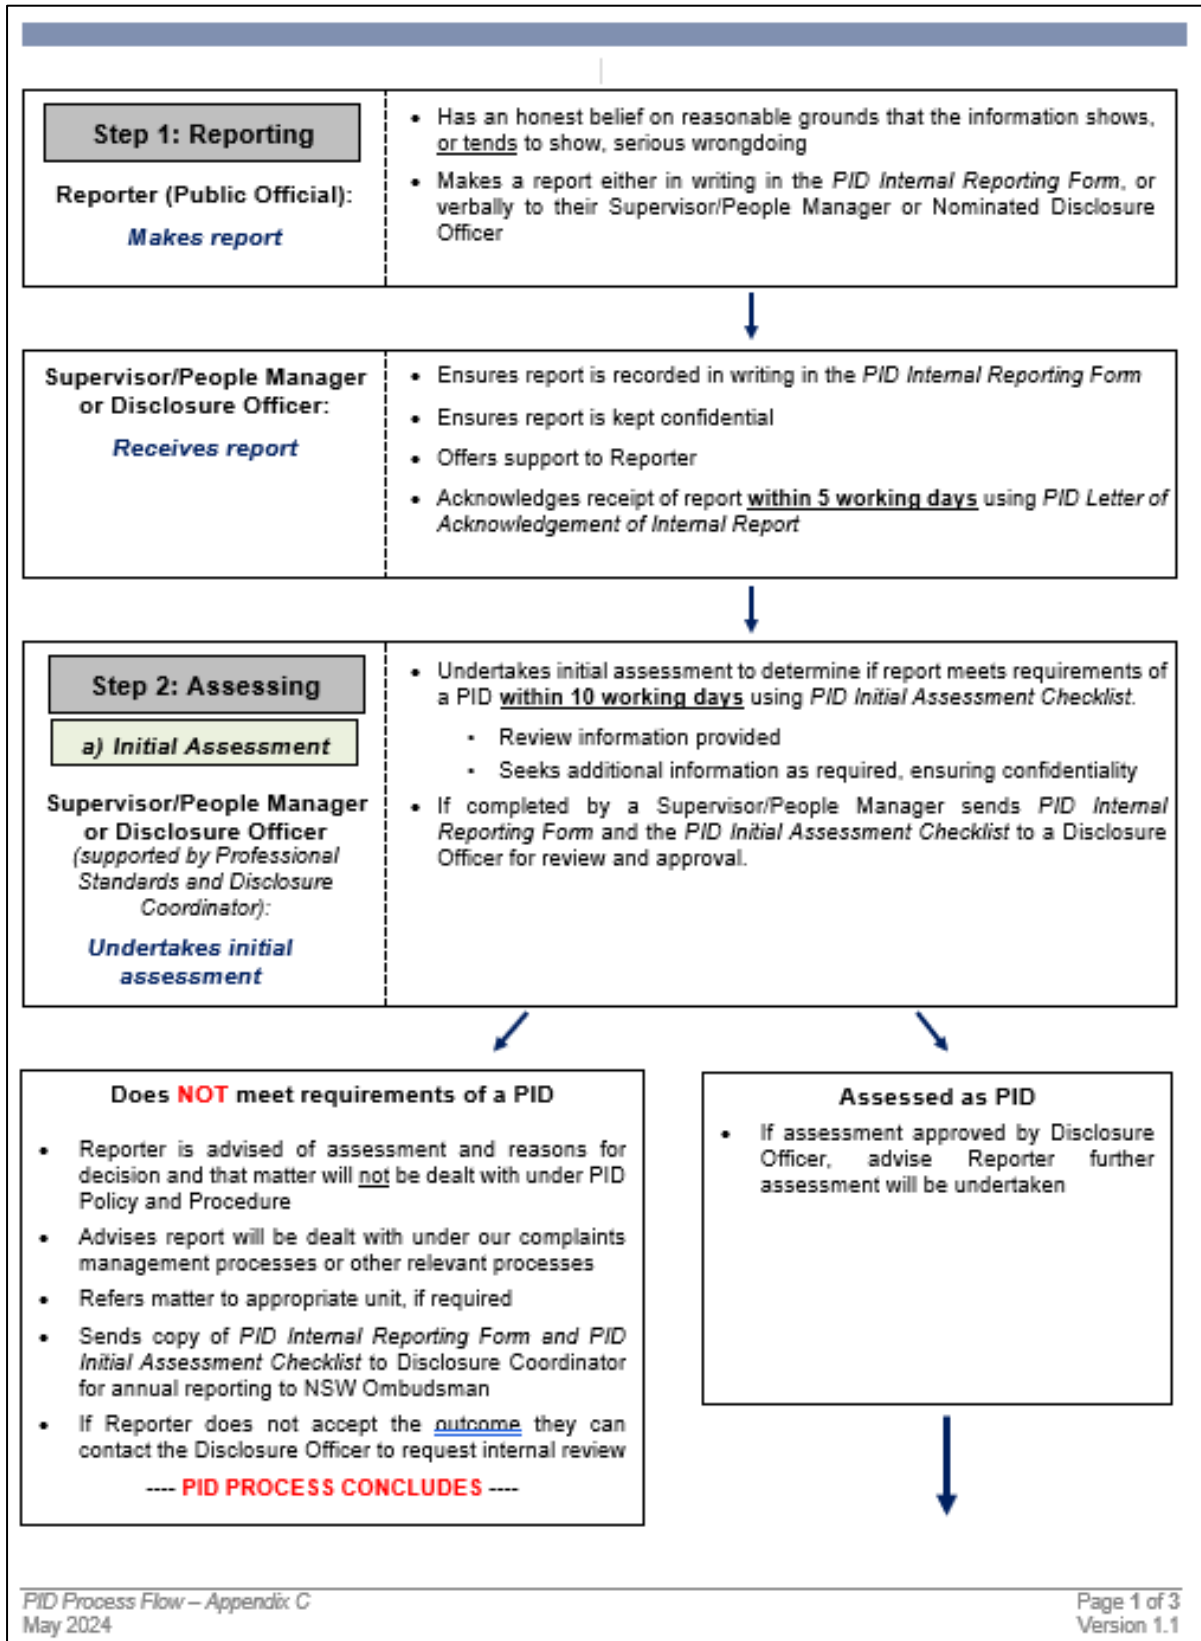 Step 1: Reporting
Reporter (Public Official):
Makes report
• Has an honest belief on reasonable grounds that the information shows,
or tends to show, serious wrongdoing
• Makes a report either in writing in the PID Internal Reporting Form, or
verbally to their Supervisor/People Manager or Nominated Disclosure
Officer
Supervisor/People Manager
or Disclosure Officer:
Receives report
• Ensures report is recorded in writing in the PID Internal Reporting Form
• Ensures report is kept confidential
• Offers support to Reporter
• Acknowledges receipt of report within 5 working days using PID Letter of
Acknowledgement of Internal Report
Step 2: Assessing
a) Initial Assessment
Supervisor/People Manager
or Disclosure Officer
(supported by Professional
Standards and Disclosure
Coordinator):
Undertakes initial
assessment
• Undertakes initial assessment to determine if report meets requirements of
a PID within 10 working days using PID Initial Assessment Checklist.
▪ Review information provided
▪ Seeks additional information as required, ensuring confidentiality
• If completed by a Supervisor/People Manager sends PID Internal
Reporting Form and the PID Initial Assessment Checklist to a Disclosure
Officer for review and approval.
Does NOT meet requirements of a PID
• Reporter is advised of assessment and reasons for
decision and that matter will not be dealt with under PID
Policy and Procedure
• Advises report will be dealt with under our complaints
management processes or other relevant processes
• Refers matter to appropriate unit, if required
• Sends copy of PID Internal Reporting Form and PID
Initial Assessment Checklist to Disclosure Coordinator
for annual reporting to NSW Ombudsman
• If Reporter does not accept the outcome they can
contact the Disclosure Officer to request internal review
---- PID PROCESS CONCLUDES ----
Assessed as PID
• If assessment approved by Disclosure
Officer, advise Reporter further
assessment will be undertaken
PID Process Flow – Appendix C
May 2024
Page 1 of 3
Version 1.1